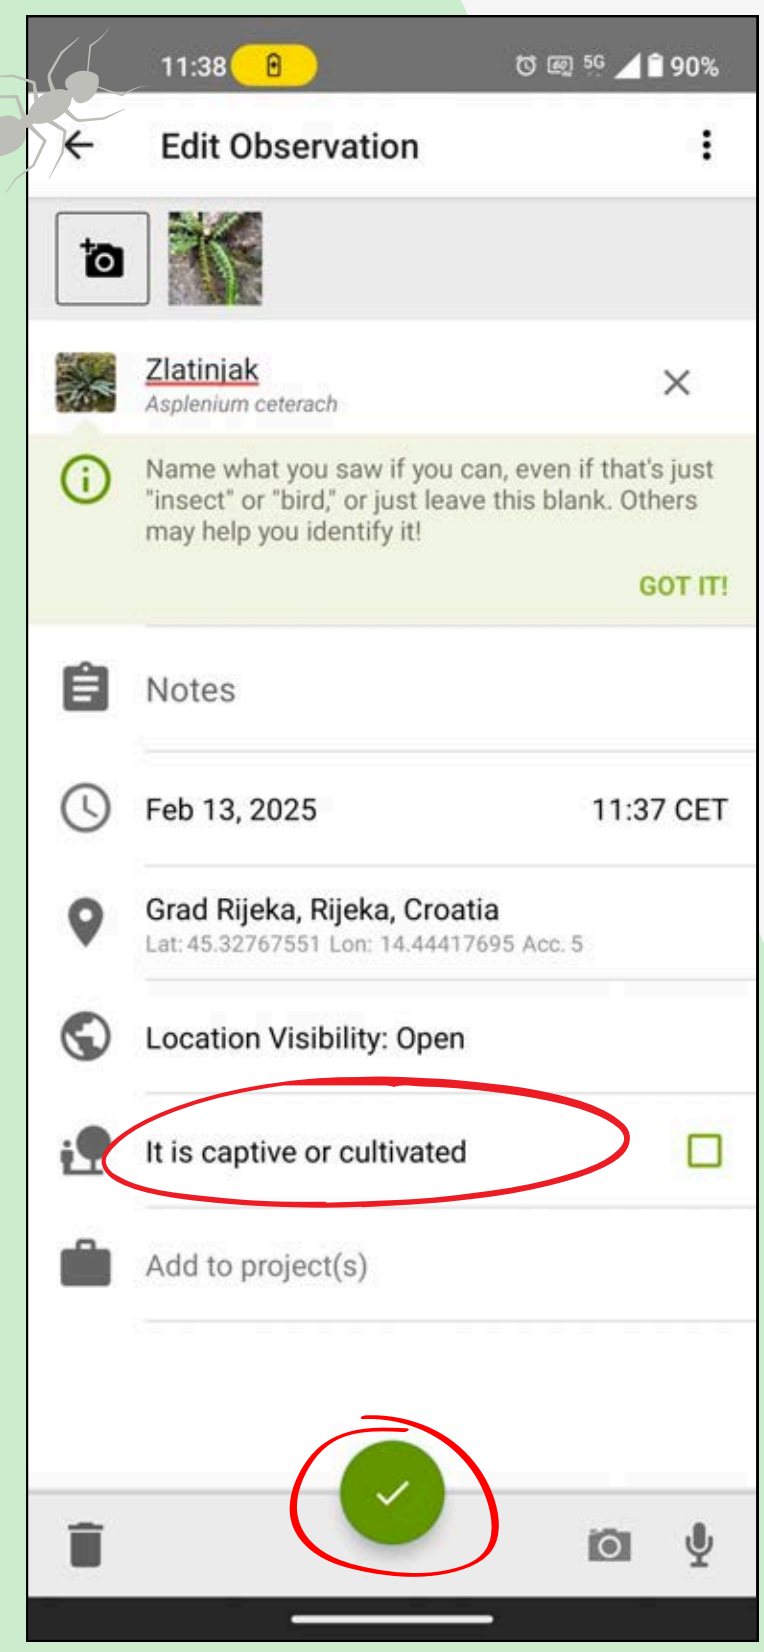 11:38
5G 90%
Edit Observation
Zlatinjak
Asplenium ceterach
Name what you saw if you can, even if that's just
"insect" or "bird," or just leave this blank. Others
may help you identify it!
GOT IT!
Notes
Feb 13, 2025 11:37 CET
Grad Rijeka, Rijeka, Croatia
Lat: 45.32767551 Lon: 14.44417695 Acc. 5
Location Visibility: Open
It is captive or cultivated
Add to project(s)